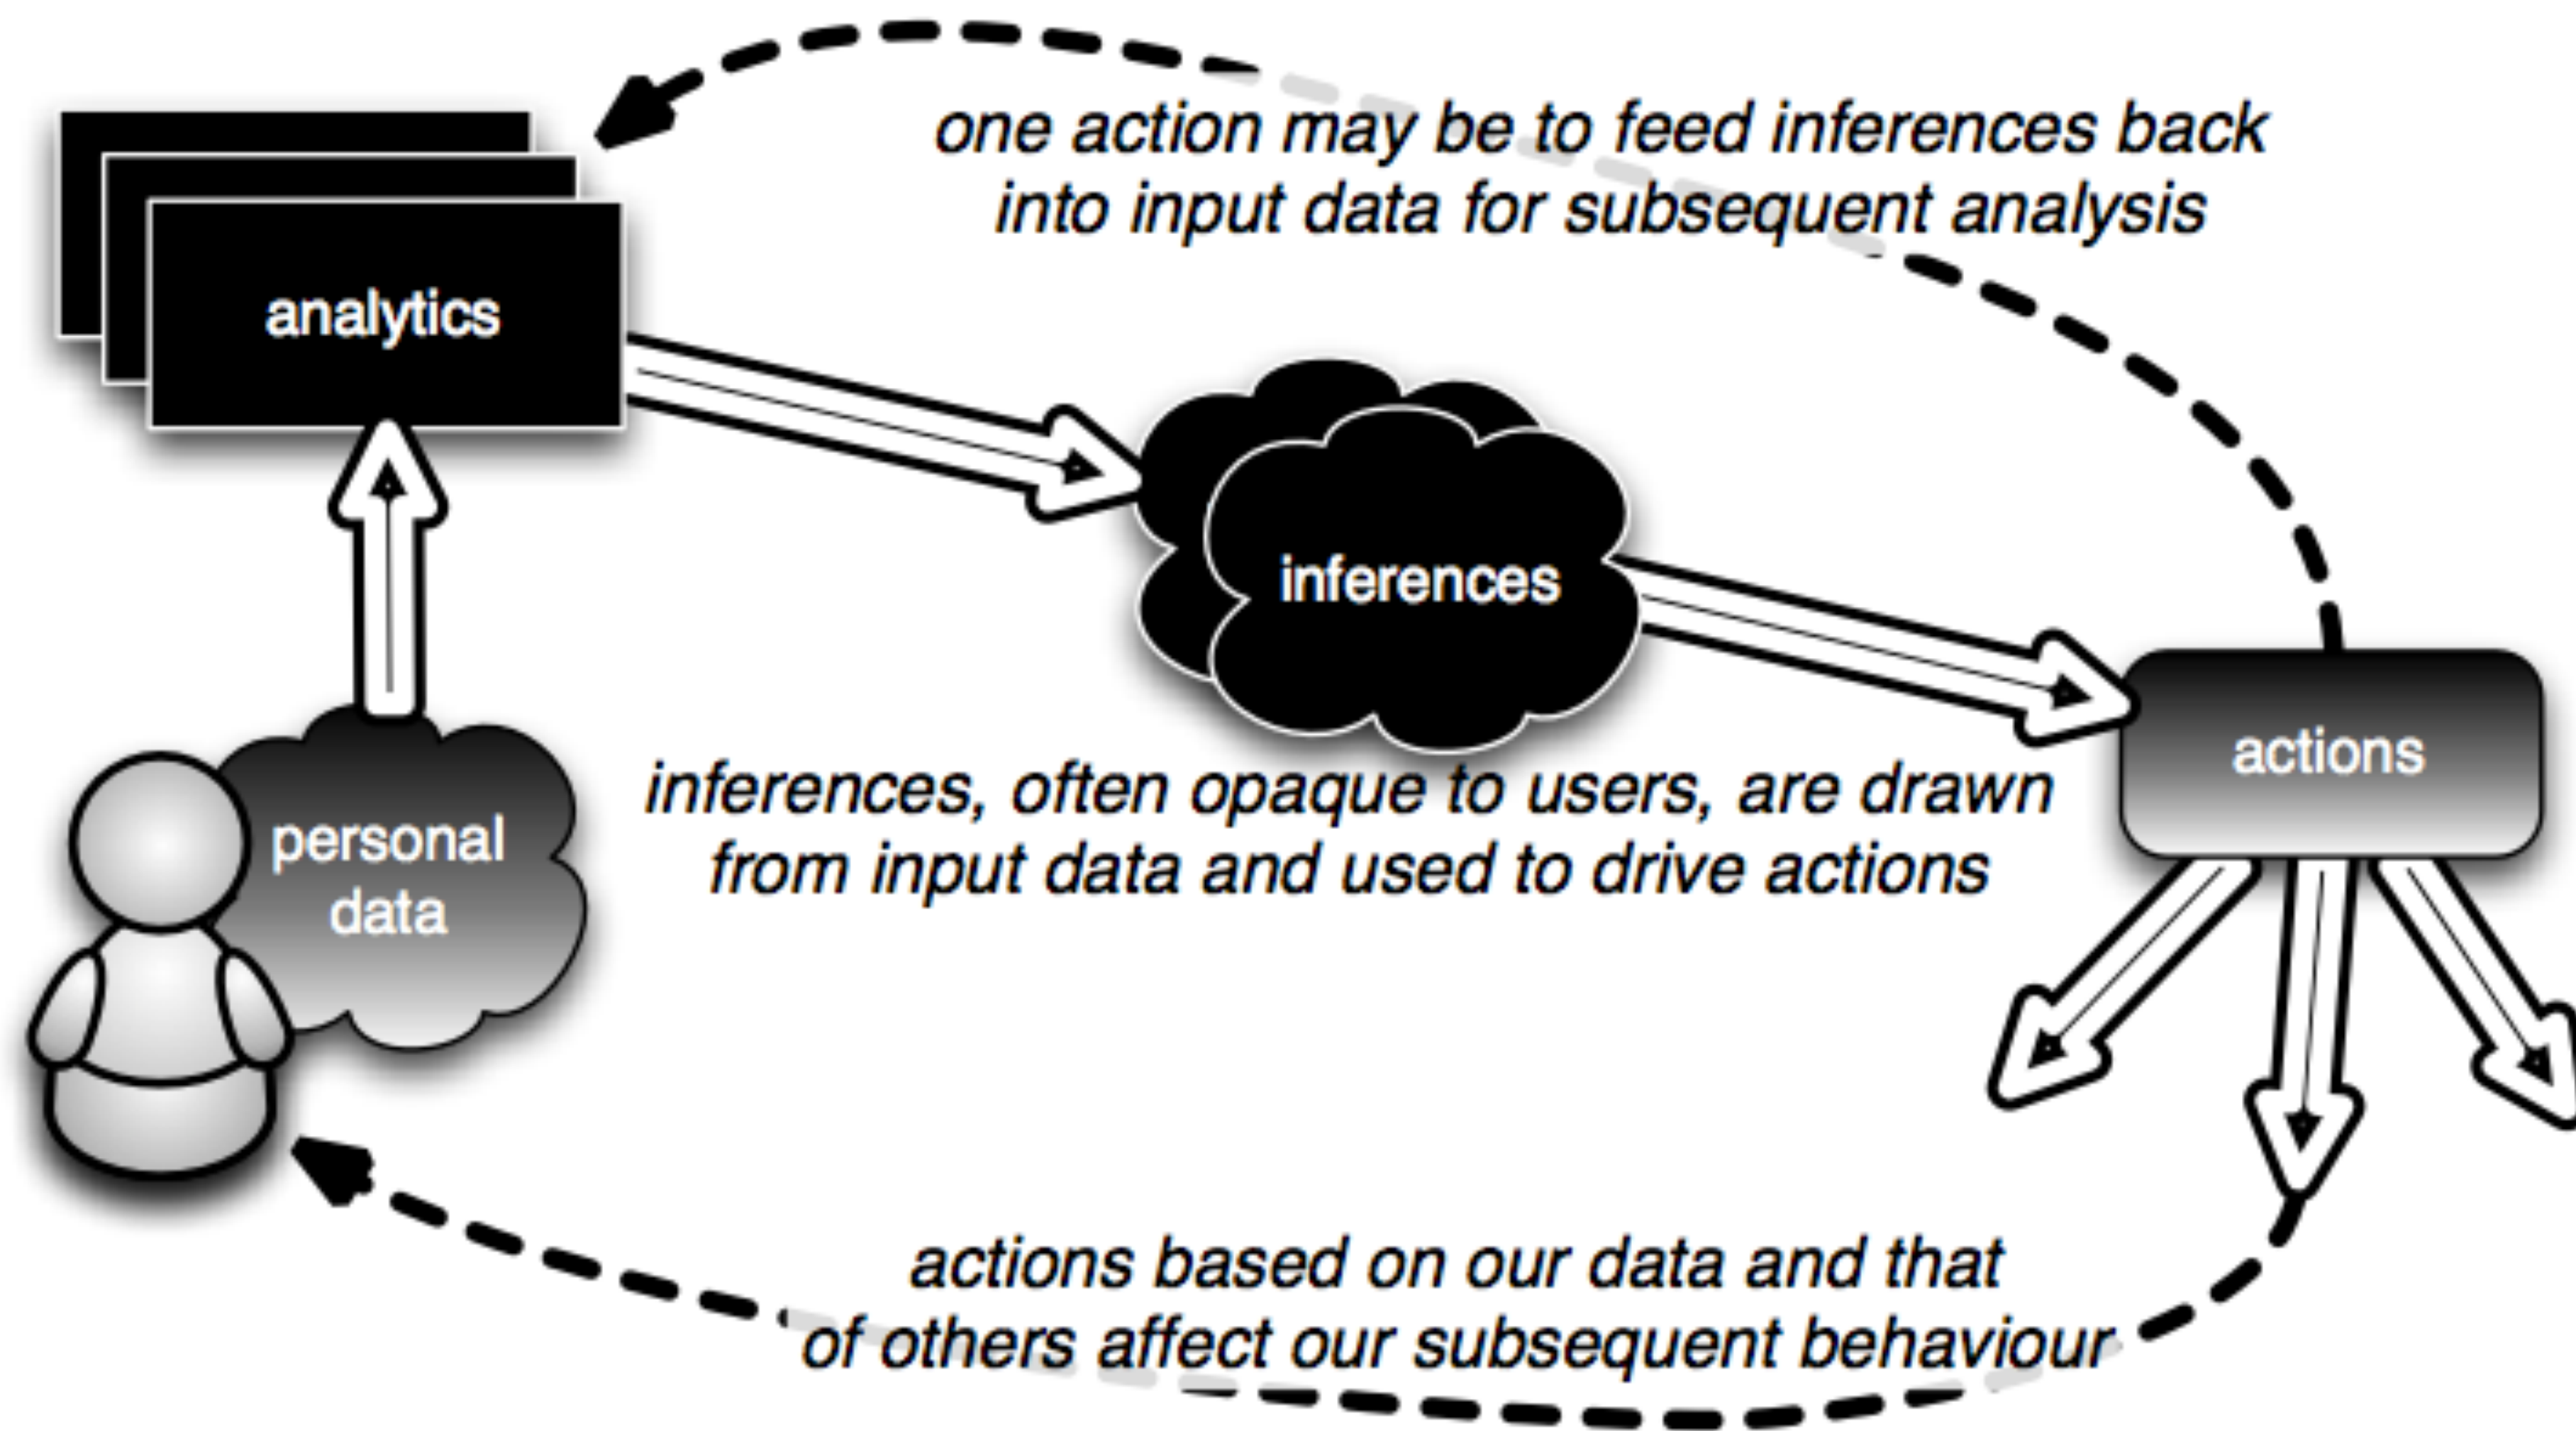 one action may be to feed inferences back
into input data for subsequent analysis
analytics
inferences
actions
personal
data
inferences, often opaque to users, are drawn
from input data and used to drive actions
actions based on our data and that
of others affect our subsequent behaviour